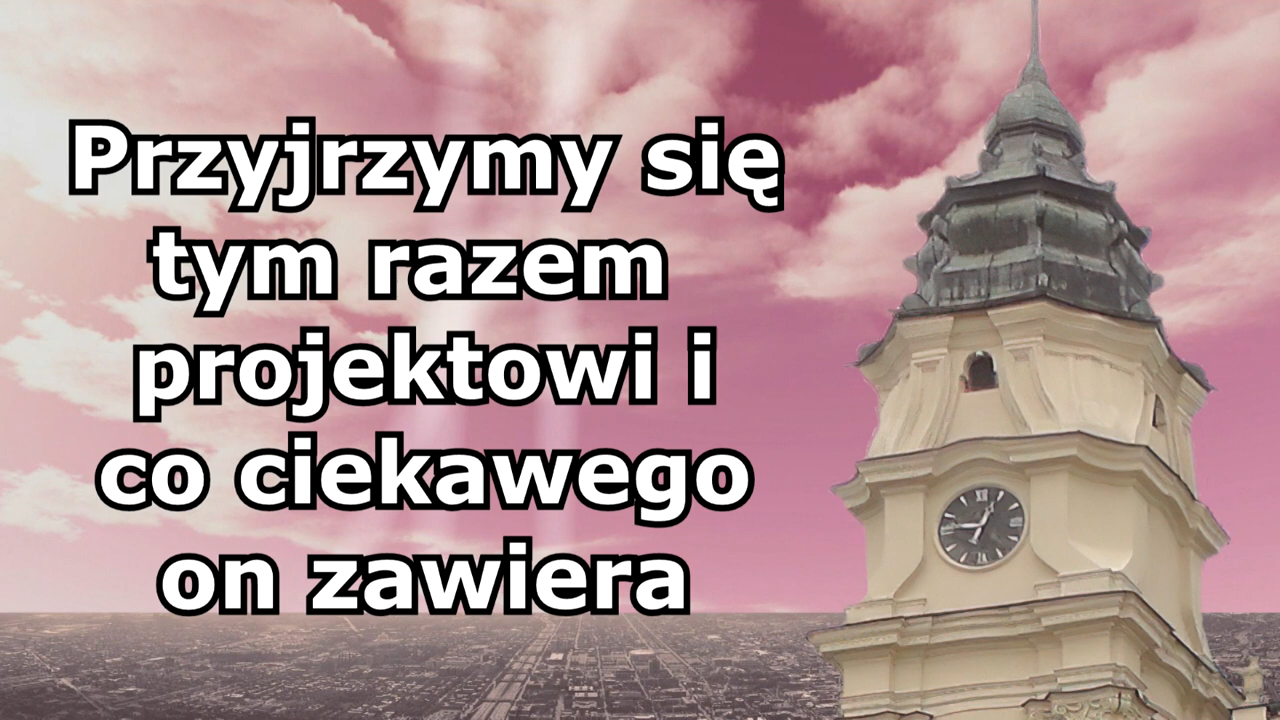 Przyjrzymy się
tym razem
projektowi i
co ciekawego
on zawiera